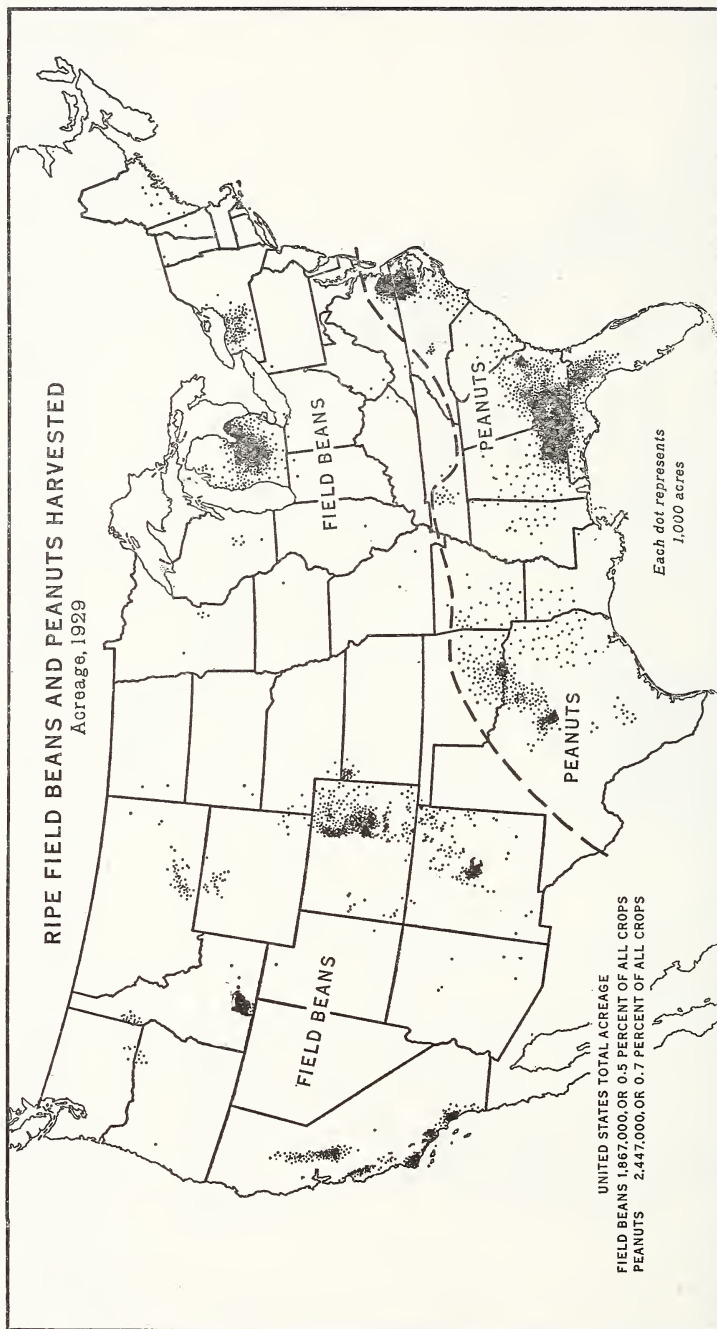 RIPE FIELD BEANS AND PEANUTS HARVESTED
Acreage, 1929
FIELD BEANS
FIELD BEANS
PEANUTS
PEANUTS
Each dot represents
1,000 acres
UNITED STATES TOTAL ACREAGE
FIELD BEANS 1,867,000, OR 0.5 PERCENT OF ALL CROPS
PEANUTS 2,447,000, OR 0.7 PERCENT OF ALL CROPS